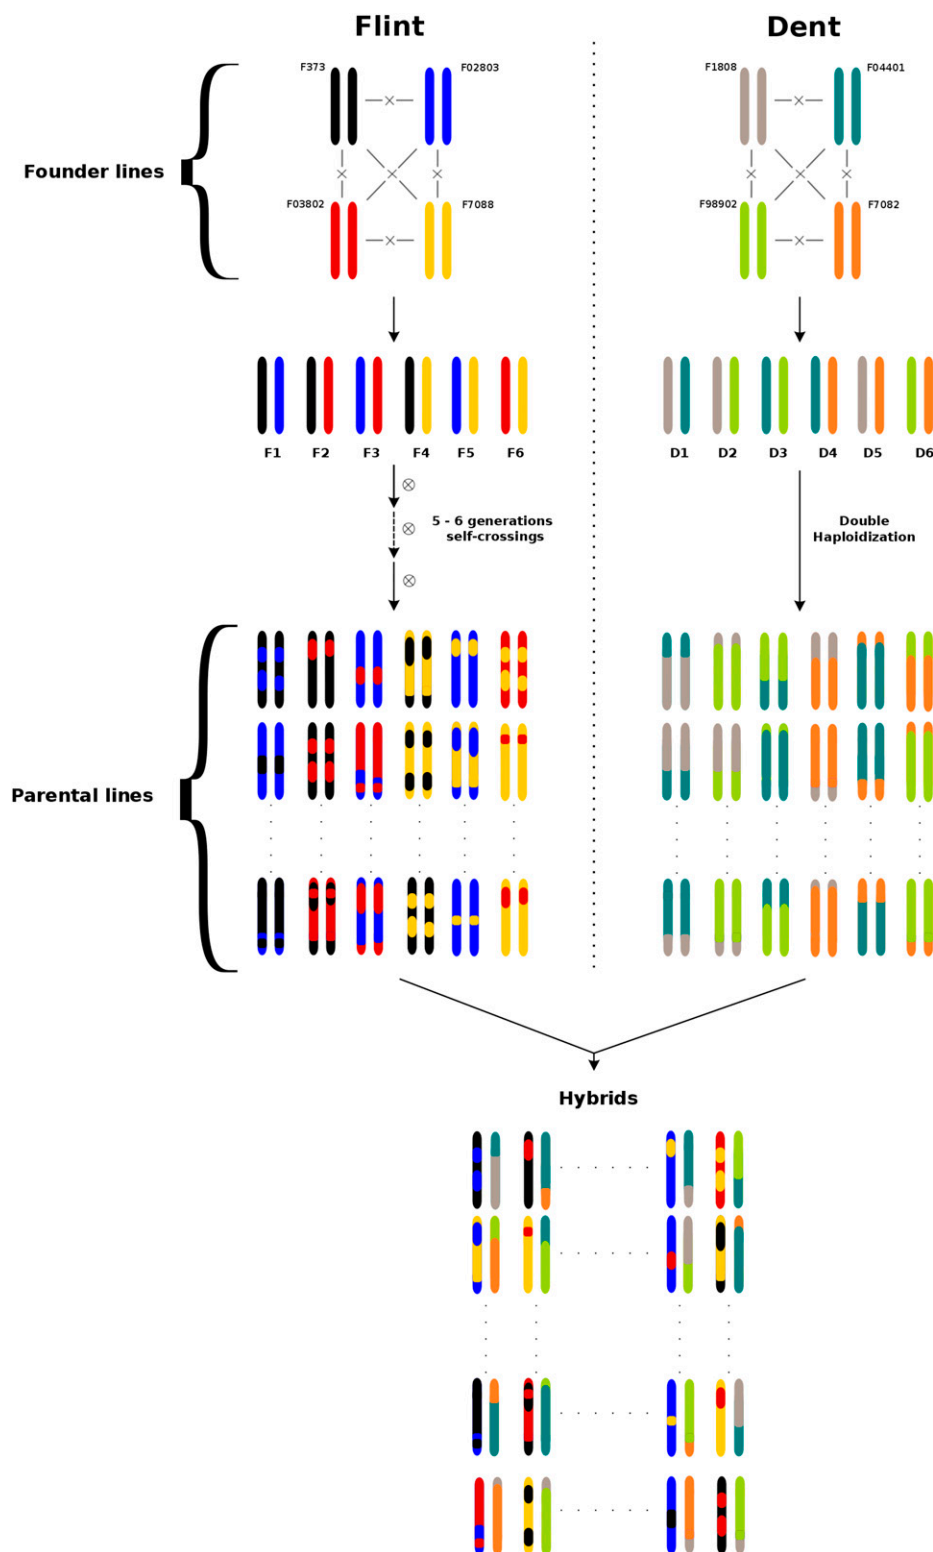 Flint
Dent
F373
F02803
F1808
F04401
Founder lines
F03802
F7088
F98902
F7082
F1
F2
F3
F4
F5
F6
D1
D2
D3
D4
D5
D6
5 - 6 generations
self-crossings
Double
Haploidization
Parental lines
Hybrids